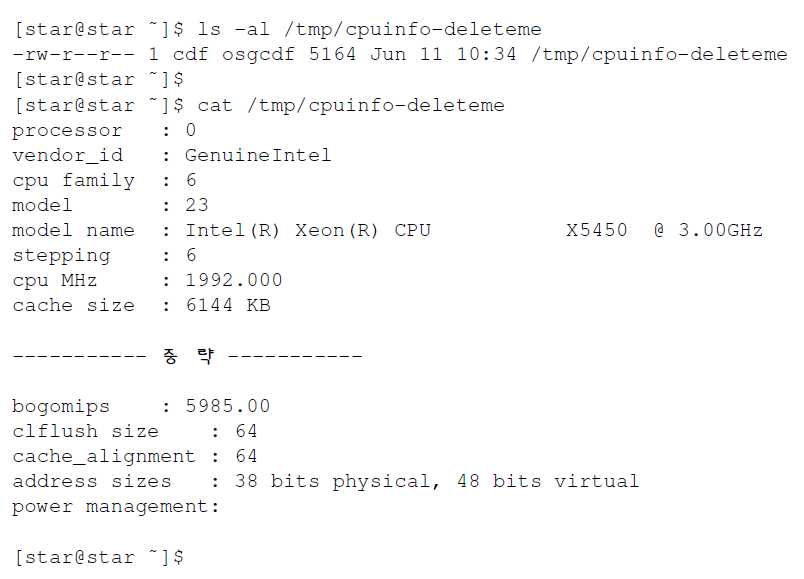 [star@star ~]$ ls -al /tmp/cpuinfo-deleteme
-rw-r--r-- 1 cdf osgcdf 5164 Jun 11 10:34 /tmp/cpuinfo-deleteme
[star@star ~]$
[star@star ~]$ cat /tmp/cpuinfo-deleteme
processor   : 0
vendor_id   : GenuineIntel
cpu family  : 6
model       : 23
model name  : Intel(R) Xeon(R) CPU           X5450  @ 3.00GHz
stepping    : 6
cpu MHz     : 1992.000
cache size  : 6144 KB
----------- 중 략 -----------
bogomips    : 5985.00
clflush size    : 64
cache_alignment : 64
address sizes   : 38 bits physical, 48 bits virtual
power management:
[star@star ~]$